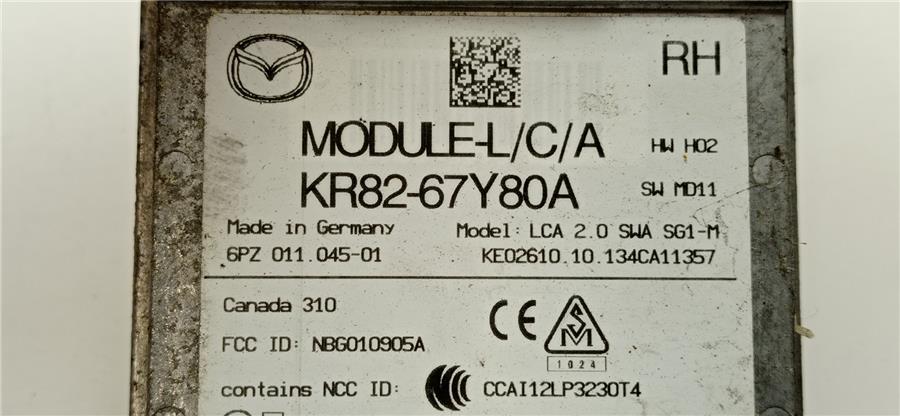 RH
MODULE-L/C/A HW H02
KR82-67Y80A SW MD11
Made in Germany Model: LCA 2.0 SWA SG1-M
6PZ 011.045-01 KE02610.10.134CA11357
Canada 310
CE SM
FCC ID: NBG010905A
1024
contains NCC ID: CCAI12LP3230T4